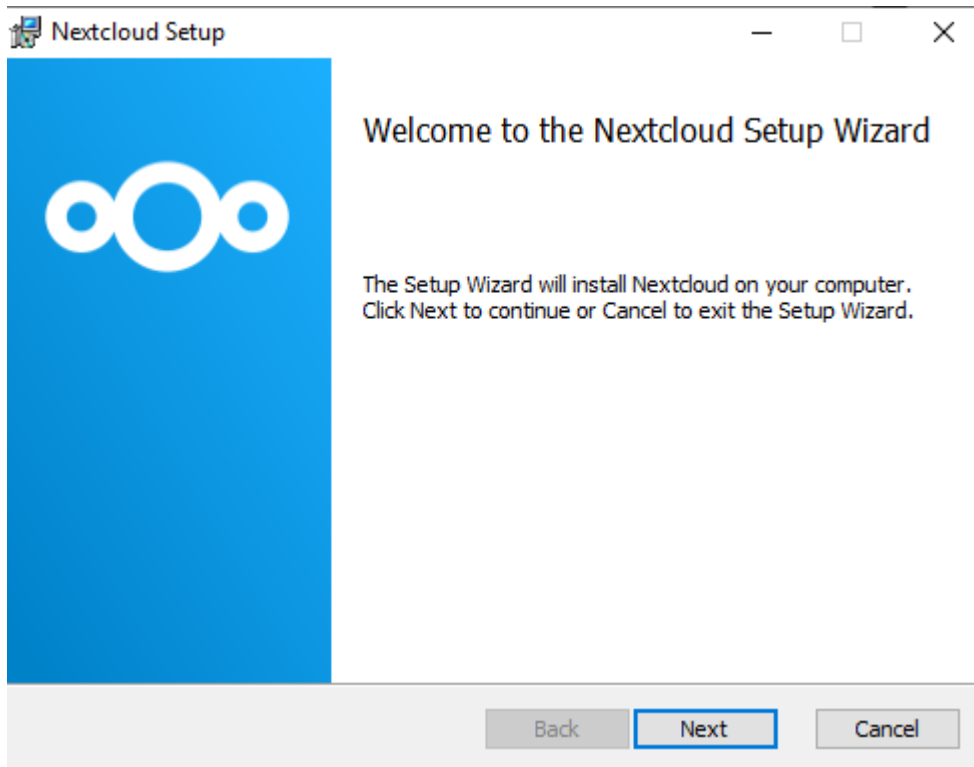 Nextcloud Setup
Welcome to the Nextcloud Setup Wizard
The Setup Wizard will install Nextcloud on your computer.
Click Next to continue or Cancel to exit the Setup Wizard.
Back Next Cancel